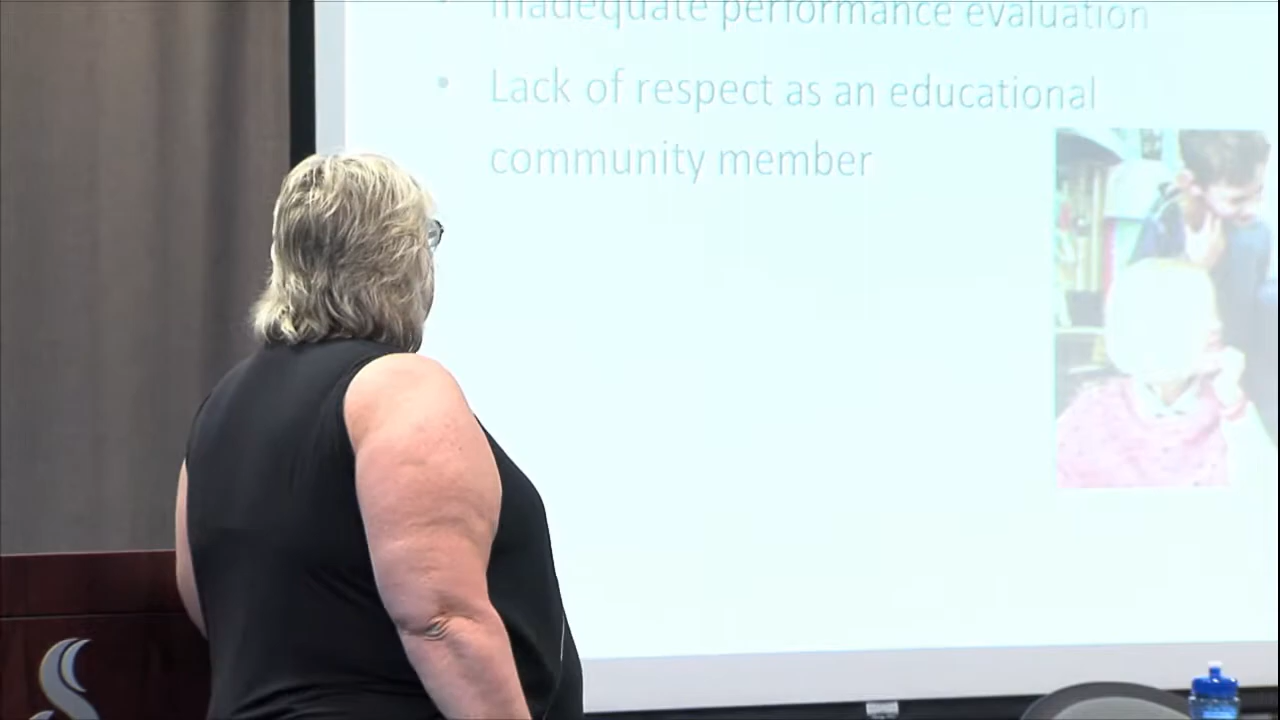 Inadequate performance evaluation
• Lack of respect as an educational
community member